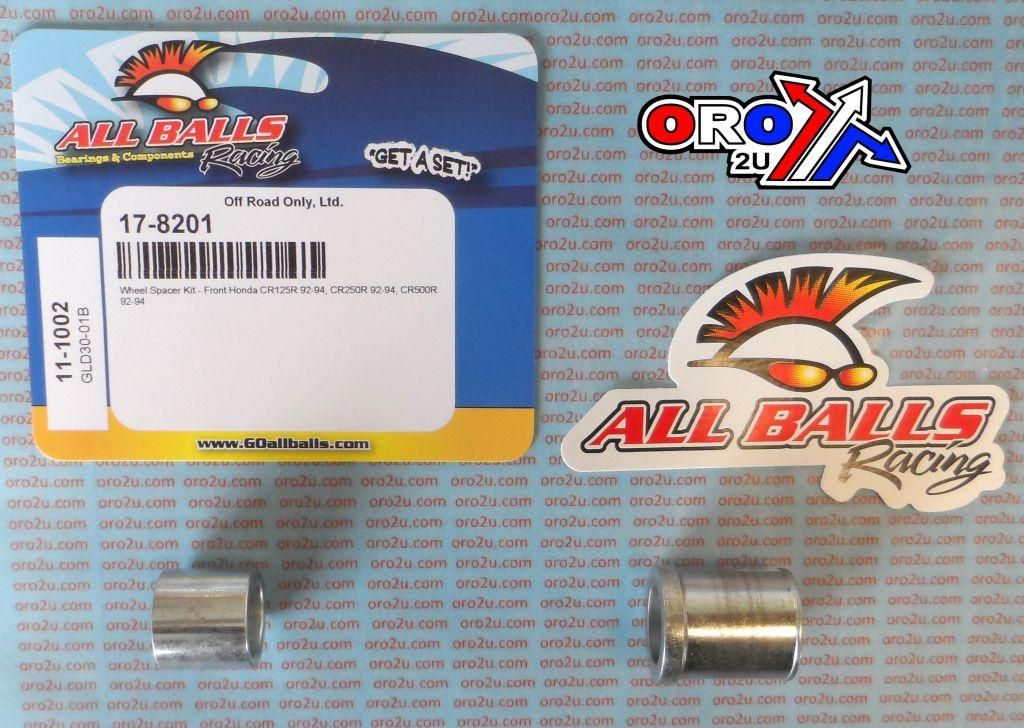 ALL BALLS
Bearings & Components Racing
"GET A SET!"
Off Road Only, Ltd.
17-8201
Wheel Spacer Kit - Front Honda CR125R 92-94, CR250R 92-94, CR500R
92-94
11-1002
GLD30-01B
www.GOallballs.com
ORO
2U
ALL BALLS
Racing
oro2u.com